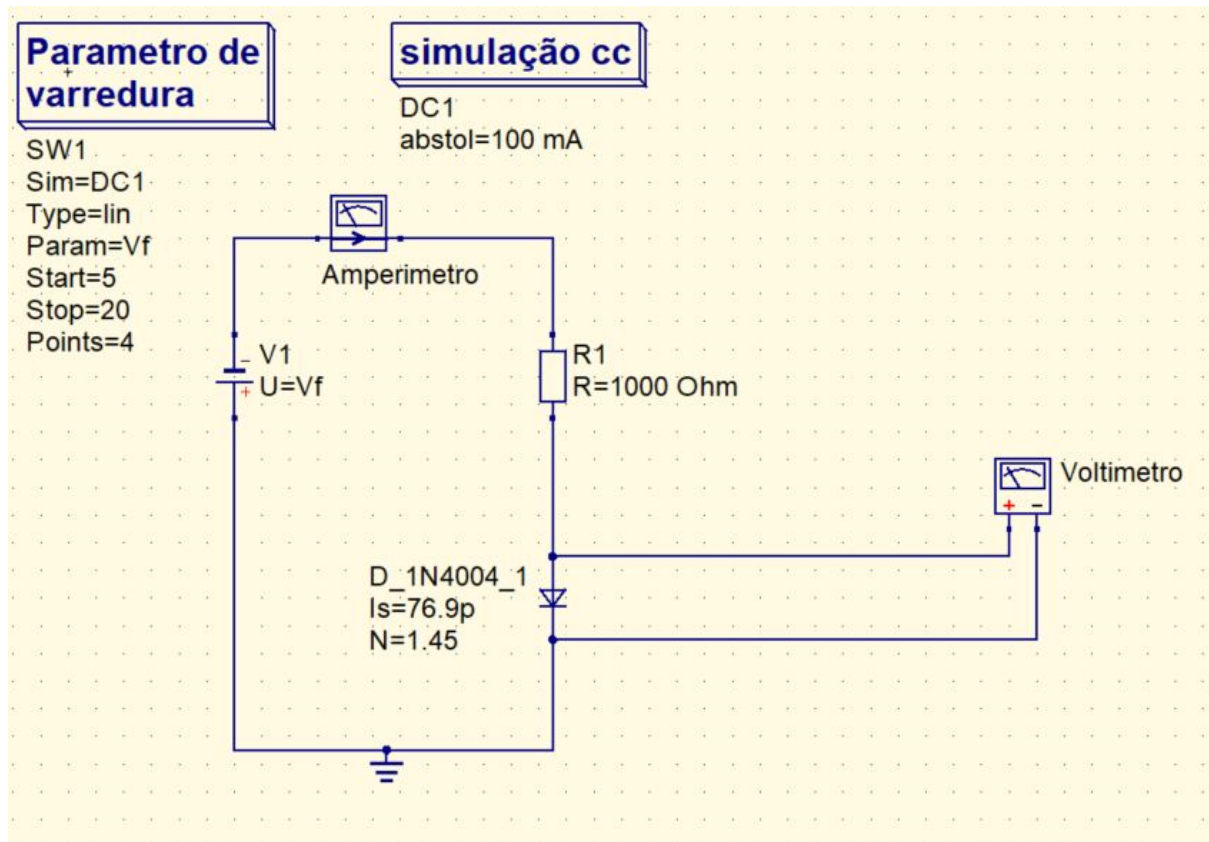 Parametro de
varredura
simulação cc
DC1
abstol=100 mA
SW1
Sim=DC1
Type=lin
Param=Vf
Start=5
Stop=20
Points=4
Amperimetro
V1
U=Vf
R1
R=1000 Ohm
Voltimetro
D_1N4004_1
Is=76.9p
N=1.45